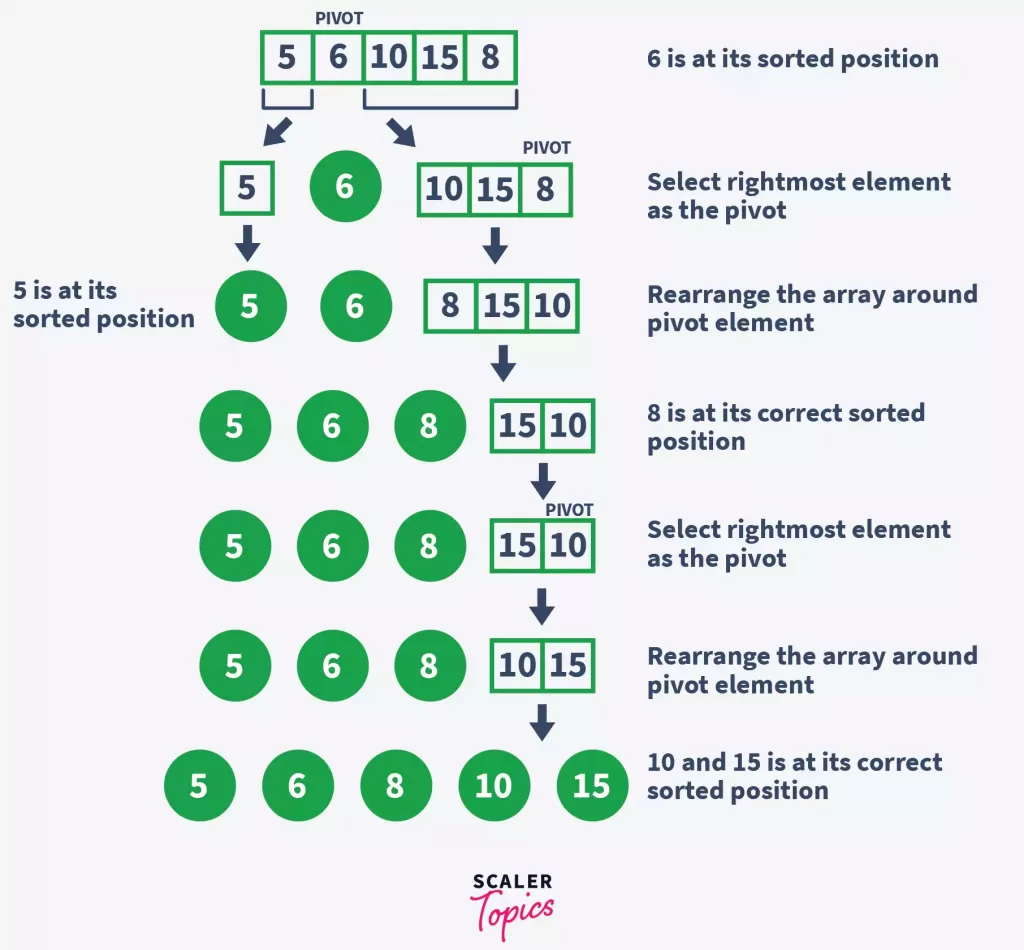 PIVOT
5 6 10 15 8
6 is at its sorted position
PIVOT
5 6 10 15 8
Select rightmost element
as the pivot
5 is at its
sorted position
5 6 8 15 10
Rearrange the array around
pivot element
5 6 8 15 10
8 is at its correct sorted
position
PIVOT
5 6 8 15 10
Select rightmost element
as the pivot
5 6 8 10 15
Rearrange the array around
pivot element
5 6 8 10 15
10 and 15 is at its correct
sorted position
SCALER
Topics